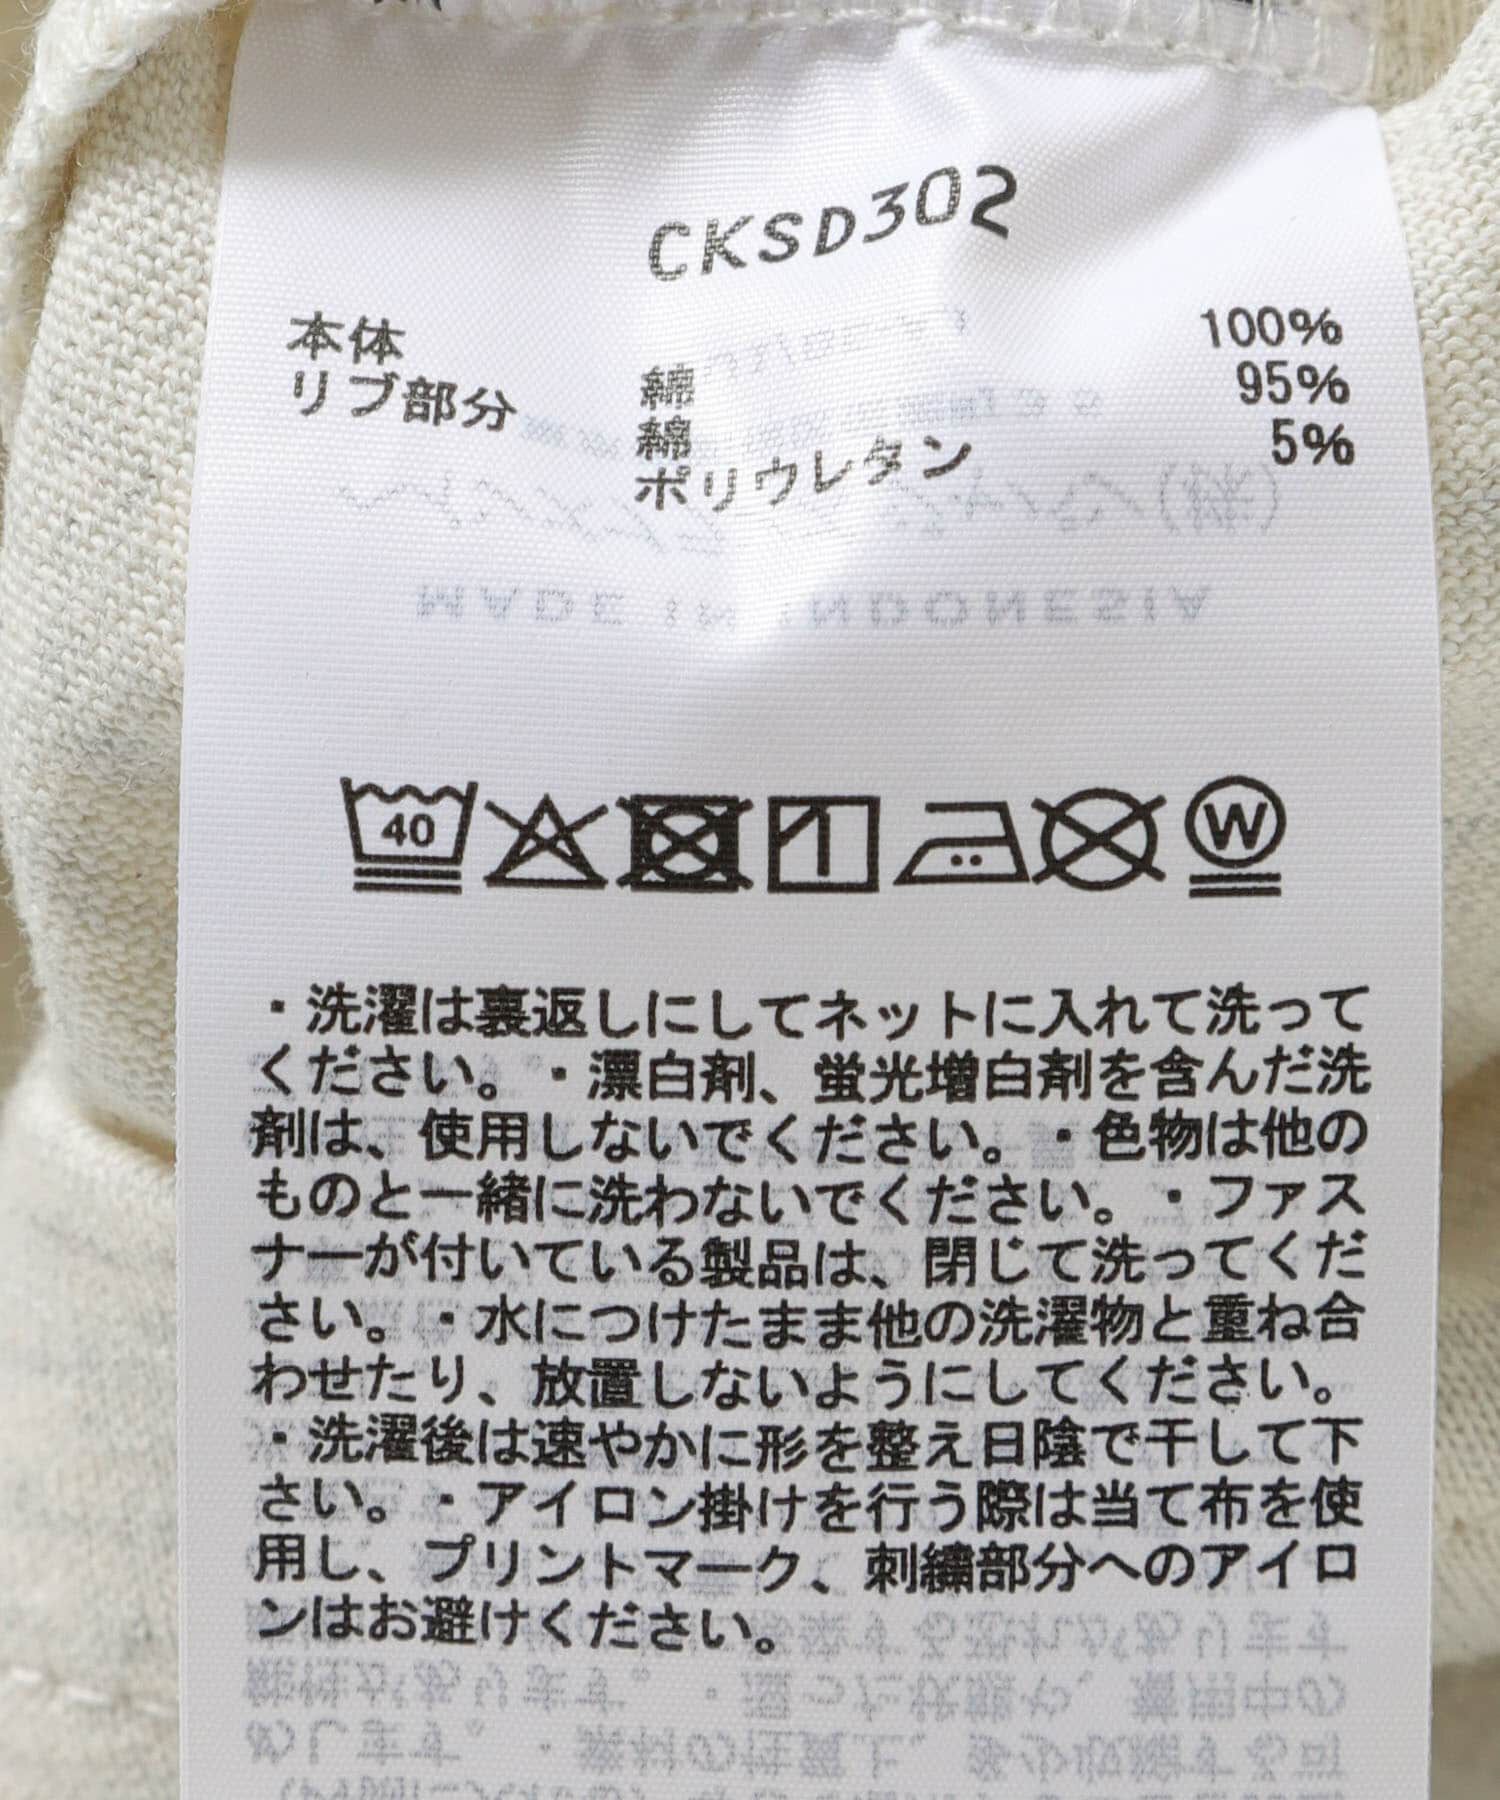 CKSD302
本体 綿 100%
リブ部分 綿 95%
ポリウレタン 5%
MADE IN INDONESIA
40
W
・洗濯は裏返しにしてネットに入れて洗って
ください。・漂白剤、蛍光増白剤を含んだ洗
剤は、使用しないでください。・色物は他の
ものと一緒に洗わないでください。・ファス
ナーが付いている製品は、閉じて洗ってくだ
さい。・水につけたまま他の洗濯物と重ね合
わせたり、放置しないようにしてください。
・洗濯後は速やかに形を整え日陰で干して下
さい。・アイロン掛けを行う際は当て布を使
用し、プリントマーク、刺繍部分へのアイロ
ンはお避けください。